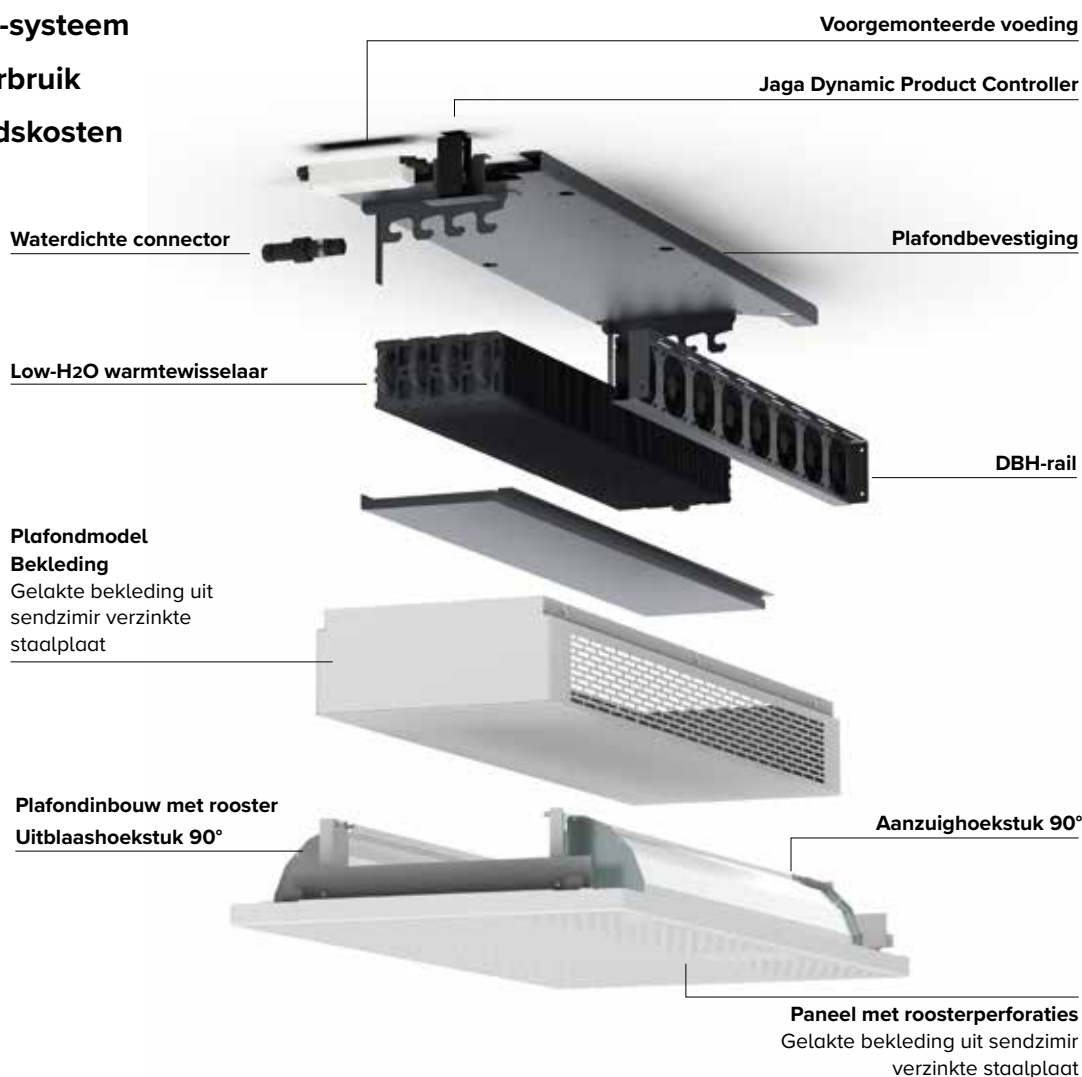 -systeem
rbruik
dskosten
Voorgemonteerde voeding
Jaga Dynamic Product Controller
Waterdichte connector
Plafondbevestiging
Low-H2O warmtewisselaar
DBH-rail
Plafondmodel
Bekleding
Gelakte bekleding uit
sendzimir verzinkte
staalplaat
Plafondinbouw met rooster
Uitblaashoekstuk 90°
Aanzuighoekstuk 90°
Paneel met roosterperforaties
Gelakte bekleding uit sendzimir
verzinkte staalplaat